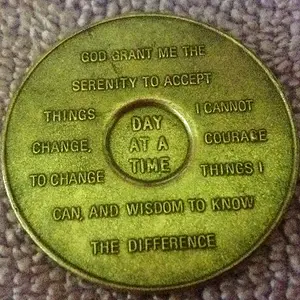 GOD GRANT ME THE
SERENITY TO ACCEPT
THINGS I CANNOT
CHANGE, COURAGE
TO CHANGE THINGS I
CAN, AND WISDOM TO KNOW
THE DIFFERENCE
DAY
AT A
TIME